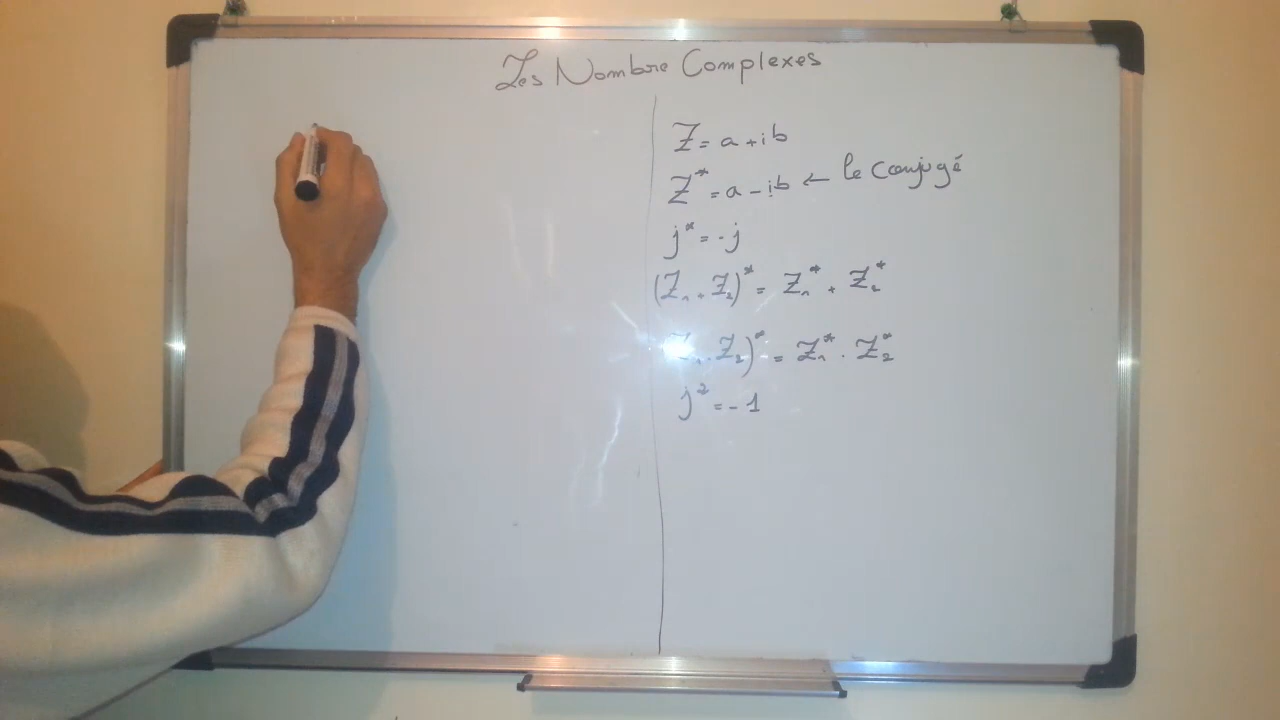 Les Nombre Complexes
Z = a + ib
Z* = a - ib ← le conjugé
j* = -j
(Z₁ + Z₂)* = Z₁* + Z₂*
Z₁ . Z₂)* = Z₁* . Z₂*
j² = -1